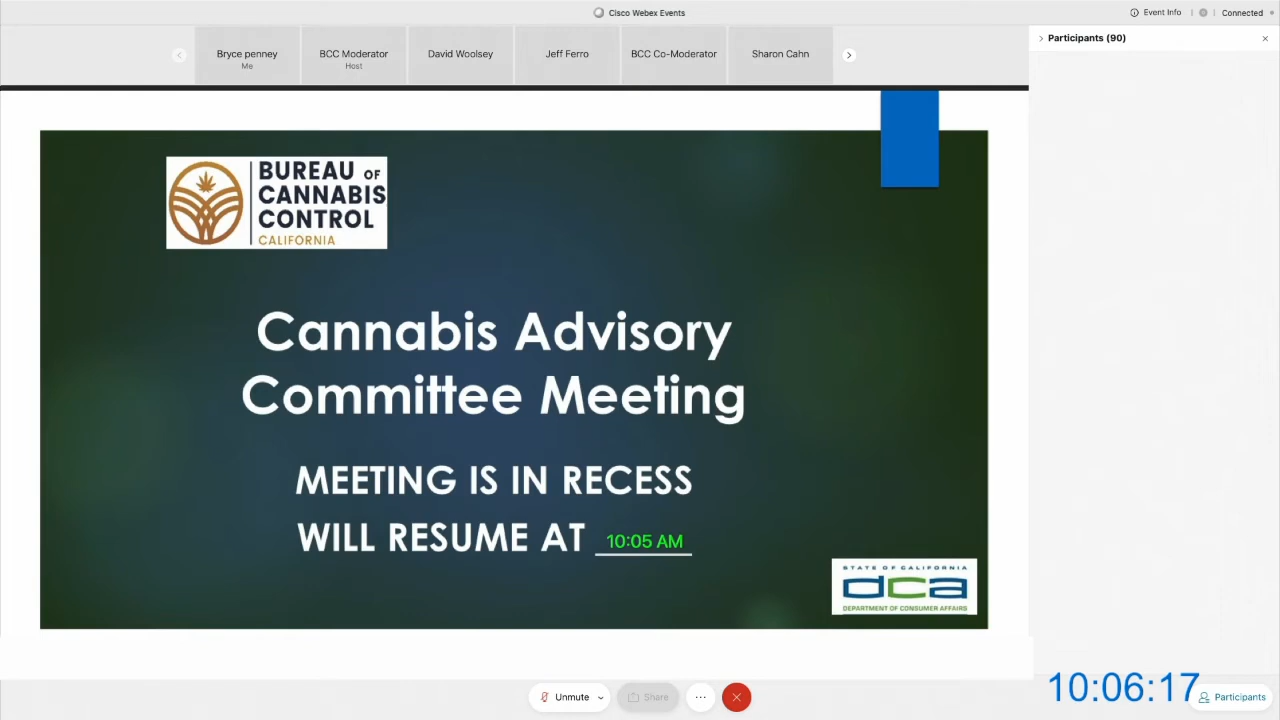 Cisco Webex Events
Event Info
Connected
Bryce penney
Me
BCC Moderator
Host
David Woolsey
Jeff Ferro
BCC Co-Moderator
Sharon Cahn
Participants (90)
BUREAU OF
CANNABIS
CONTROL
CALIFORNIA
Cannabis Advisory
Committee Meeting
MEETING IS IN RECESS
WILL RESUME AT 10:05 AM
STATE OF CALIFORNIA
dca
DEPARTMENT OF CONSUMER AFFAIRS
Unmute
Share
10:06:17
Participants